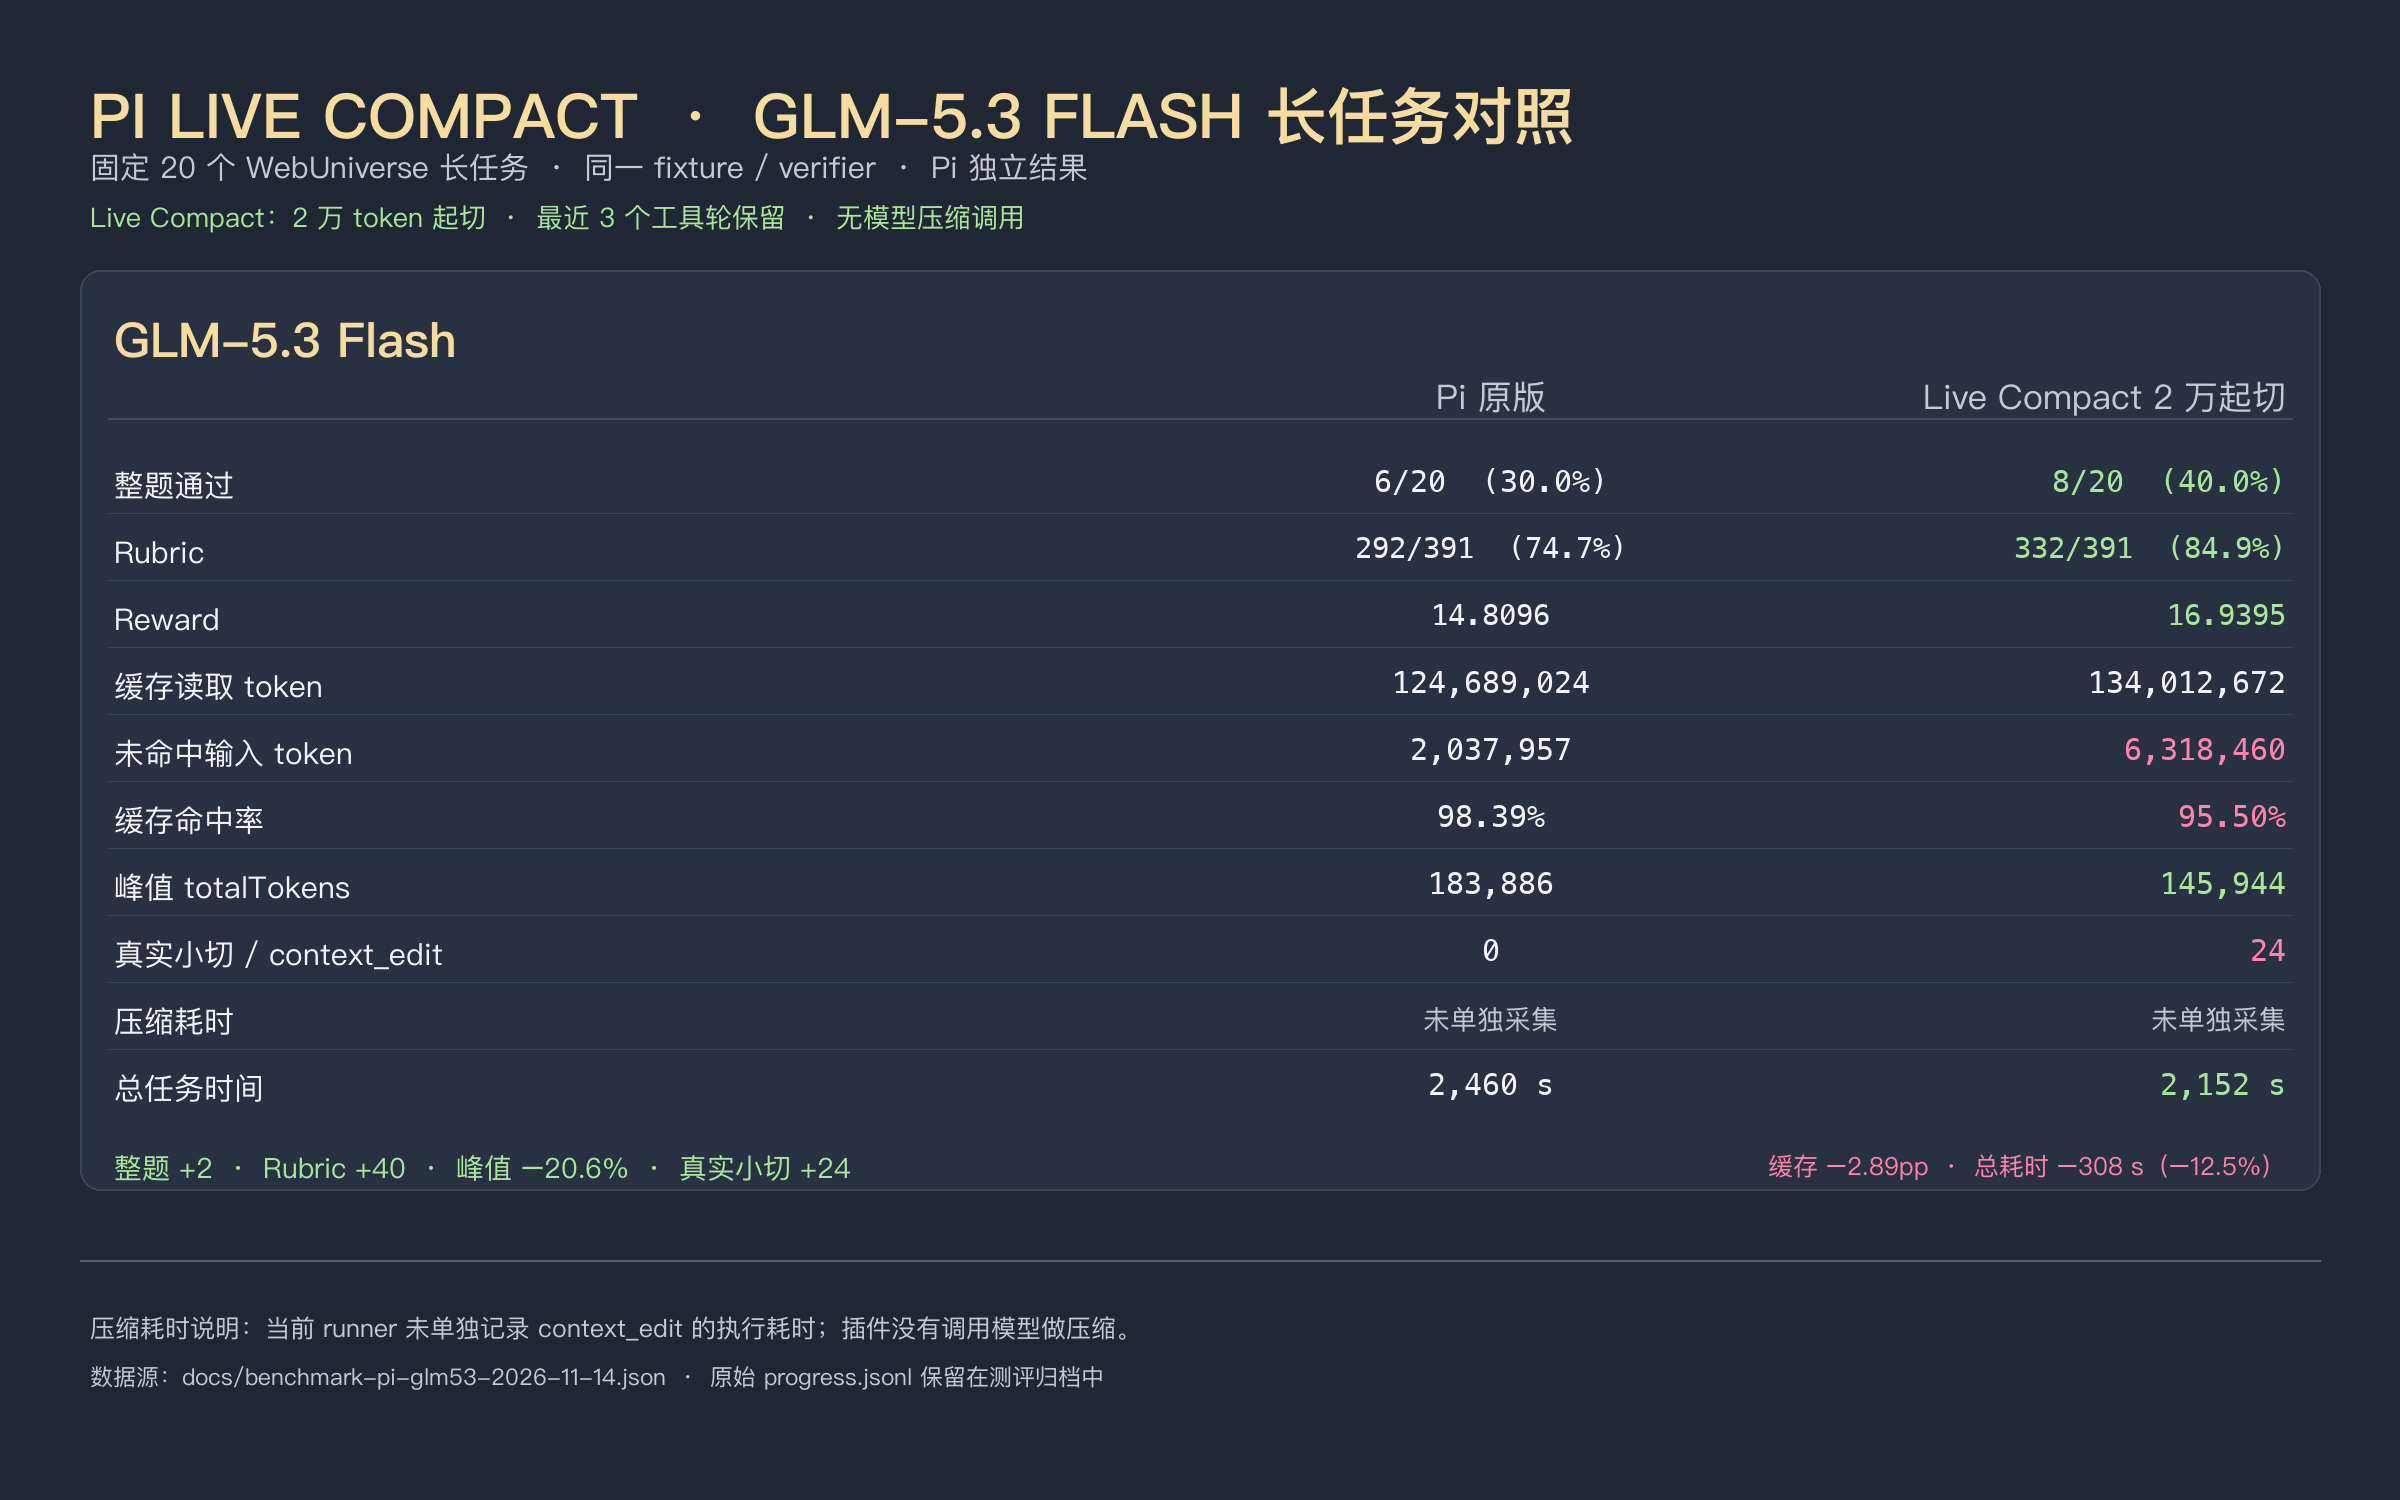 PI LIVE COMPACT · GLM-5.3 FLASH 长任务对照
固定 20 个 WebUniverse 长任务 · 同一 fixture / verifier · Pi 独立结果
Live Compact：2 万 token 起切 · 最近 3 个工具轮保留 · 无模型压缩调用
GLM-5.3 Flash
Pi 原版 Live Compact 2 万起切
整题通过 6/20 (30.0%) 8/20 (40.0%)
Rubric 292/391 (74.7%) 332/391 (84.9%)
Reward 14.8096 16.9395
缓存读取 token 124,689,024 134,012,672
未命中输入 token 2,037,957 6,318,460
缓存命中率 98.39% 95.50%
峰值 totalTokens 183,886 145,944
真实小切 / context_edit 0 24
压缩耗时 未单独采集 未单独采集
总任务时间 2,460 s 2,152 s
整题 +2 · Rubric +40 · 峰值 −20.6% · 真实小切 +24 缓存 −2.89pp · 总耗时 −308 s（−12.5%）
压缩耗时说明：当前 runner 未单独记录 context_edit 的执行耗时；插件没有调用模型做压缩。
数据源：docs/benchmark-pi-glm53-2026-11-14.json · 原始 progress.jsonl 保留在测评归档中